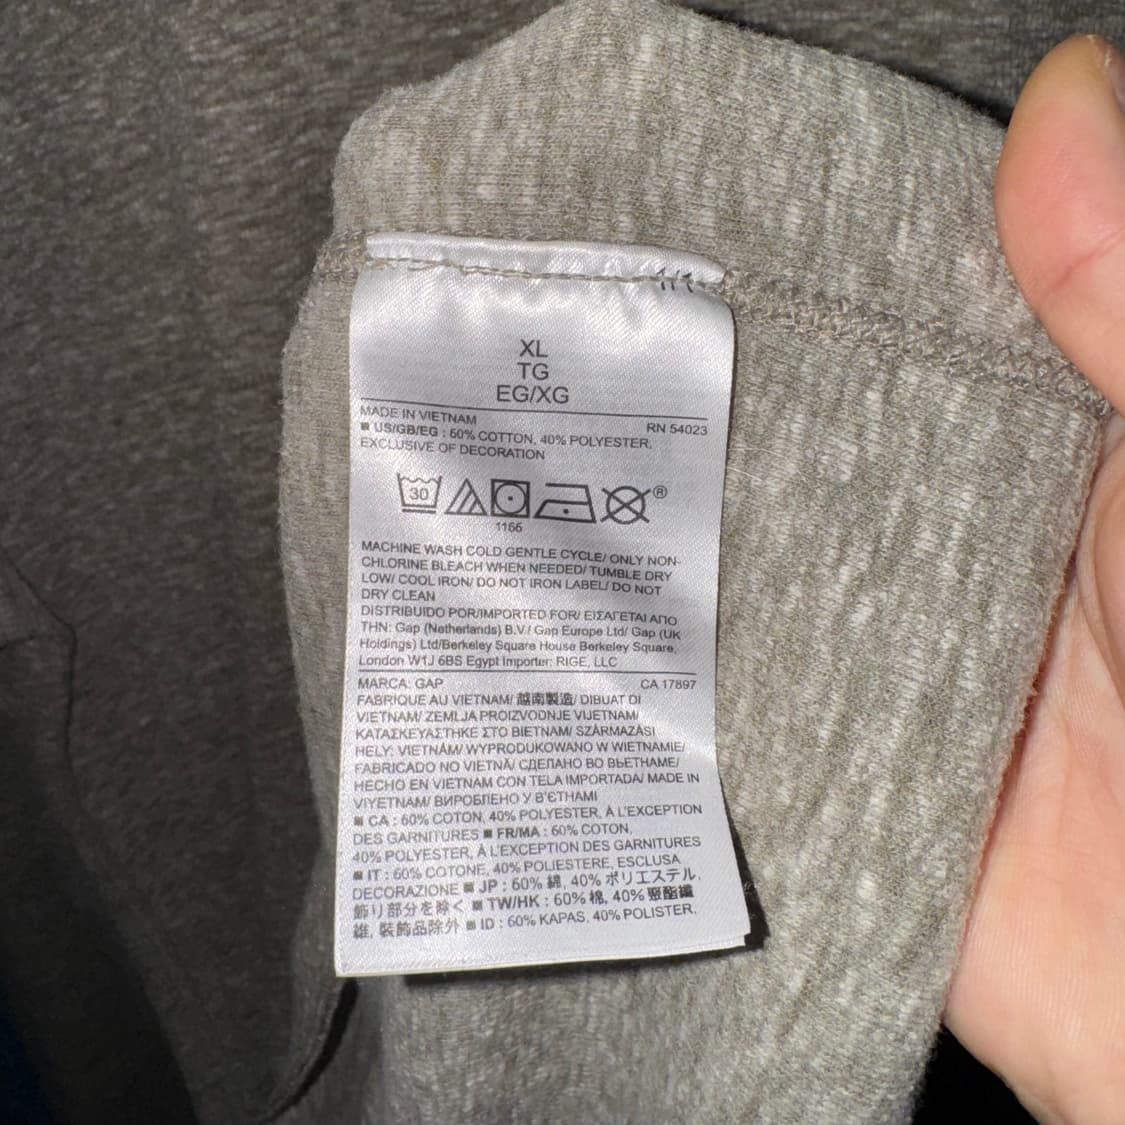 1/1
XL
TG
EG/XG
MADE IN VIETNAM RN 54023
■ US/GB/EG : 60% COTTON, 40% POLYESTER,
EXCLUSIVE OF DECORATION
30 ®
1166
MACHINE WASH COLD GENTLE CYCLE/ ONLY NON-
CHLORINE BLEACH WHEN NEEDED/ TUMBLE DRY
LOW/ COOL IRON/ DO NOT IRON LABEL/ DO NOT
DRY CLEAN
DISTRIBUIDO POR/IMPORTED FOR/ ΕΙΣΑΓΕΤΑΙ ΑΠΟ
ΤΗΝ: Gap (Netherlands) B.V./ Gap Europe Ltd/ Gap (UK
Holdings) Ltd/Berkeley Square House Berkeley Square,
London W1J 6BS Egypt Importer: RIGE, LLC
MARCA: GAP CA 17897
FABRIQUE AU VIETNAM/ 越南製造/ DIBUAT DI
VIETNAM/ ZEMLJA PROIZVODNJE VIJETNAM/
ΚΑΤΑΣΚΕΥΑΣΤΗΚΕ ΣΤΟ ΒΙΕΤΝΑΜ/ SZÁRMAZÁSI
HELY: VIETNÁM/ WYPRODUKOWANO W WIETNAMIE/
FABRICADO NO VIETNÃ/ СДЕЛАНО ВО ВЬЕТНАМЕ/
HECHO EN VIETNAM CON TELA IMPORTADA/ MADE IN
VIYETNAM/ ВИРОБЛЕНО У В'ЄТНАМІ
■ CA : 60% COTON, 40% POLYESTER, À L'EXCEPTION
DES GARNITURES ■ FR/MA : 60% COTON,
40% POLYESTER, À L'EXCEPTION DES GARNITURES
■ IT : 60% COTONE, 40% POLIESTERE, ESCLUSA
DECORAZIONE ■ JP : 60% 綿, 40% ポリエステル,
飾り部分を除く ■ TW/HK : 60% 棉, 40% 聚酯纖
維, 裝飾品除外 ■ ID : 60% KAPAS, 40% POLISTER,